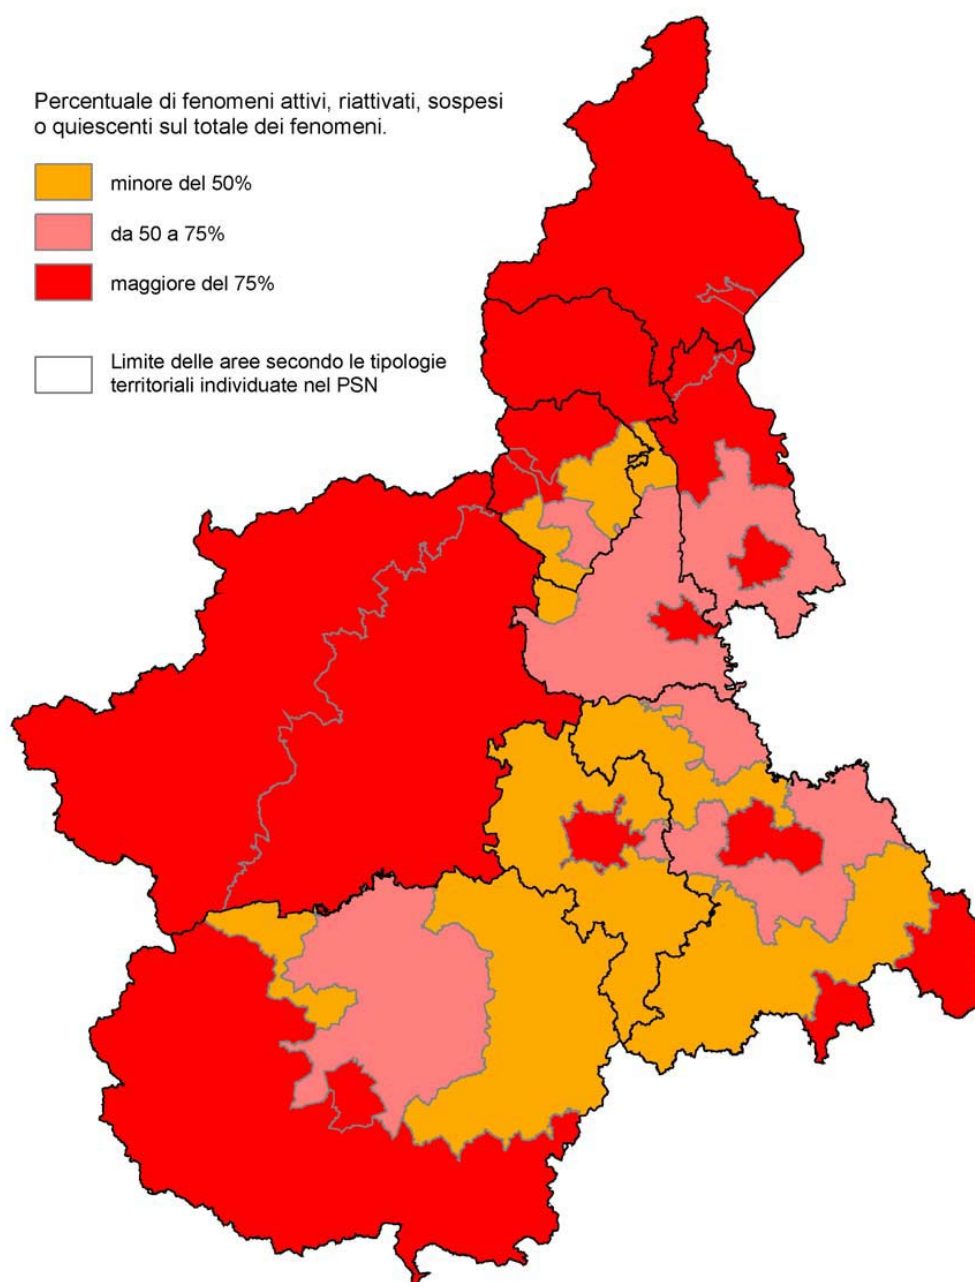 Percentuale di fenomeni attivi, riattivati, sospesi
o quiescenti sul totale dei fenomeni.
minore del 50%
da 50 a 75%
maggiore del 75%
Limite delle aree secondo le tipologie
territoriali individuate nel PSN